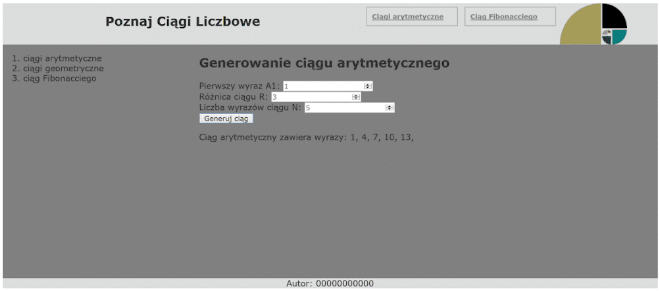 Poznaj Ciągi Liczbowe
Ciągi arytmetyczne
Ciąg Fibonacciego
1. ciągi arytmetyczne
2. ciągi geometryczne
3. ciąg Fibonacciego
Generowanie ciągu arytmetycznego
Pierwszy wyraz A1: 1
Różnica ciągu R: 3
Liczba wyrazów ciągu N: 5
Generuj ciąg
Ciąg arytmetyczny zawiera wyrazy: 1, 4, 7, 10, 13,
Autor: 00000000000